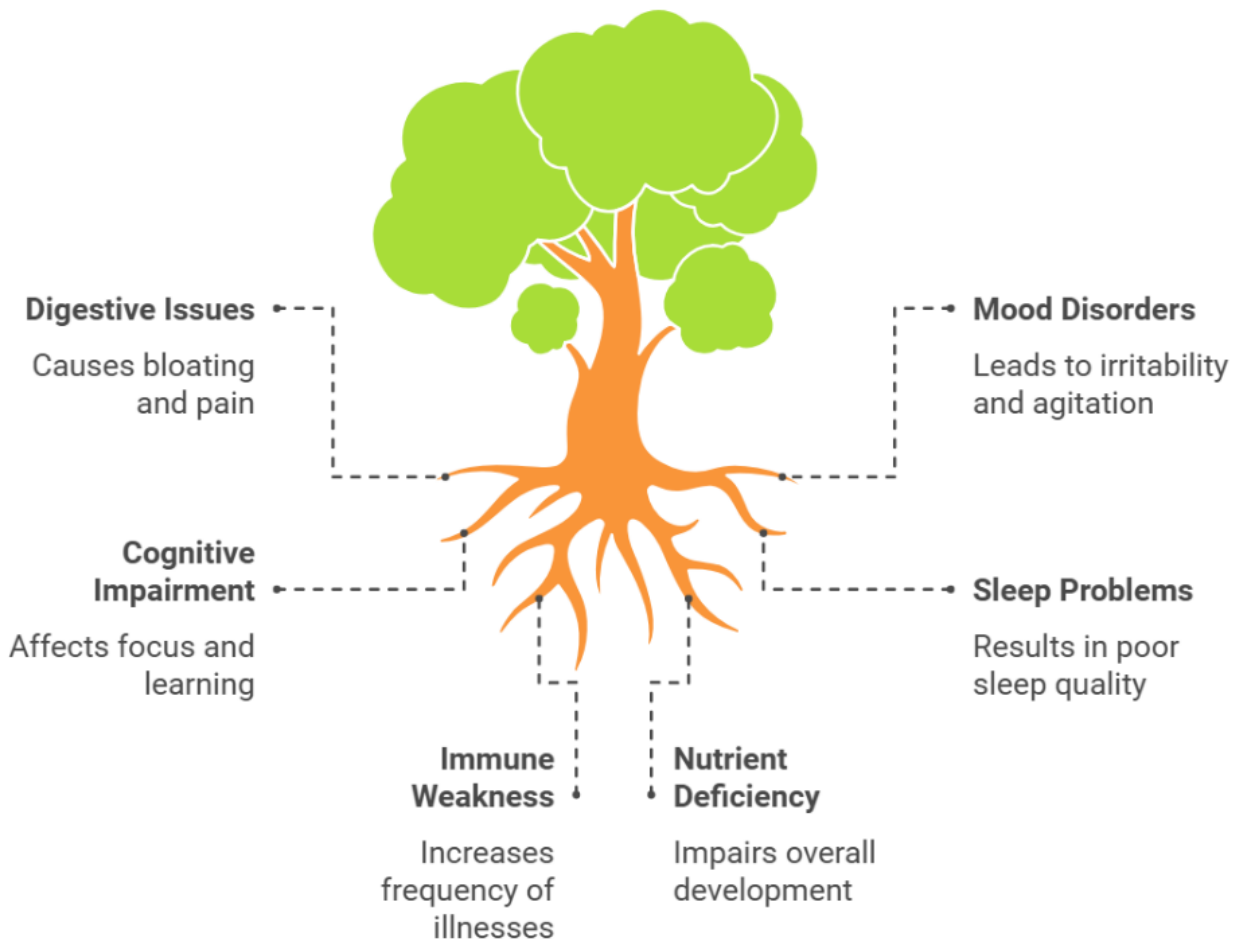 Digestive Issues
Causes bloating
and pain
Mood Disorders
Leads to irritability
and agitation
Cognitive
Impairment
Affects focus and
learning
Sleep Problems
Results in poor
sleep quality
Immune
Weakness
Increases
frequency of
illnesses
Nutrient
Deficiency
Impairs overall
development